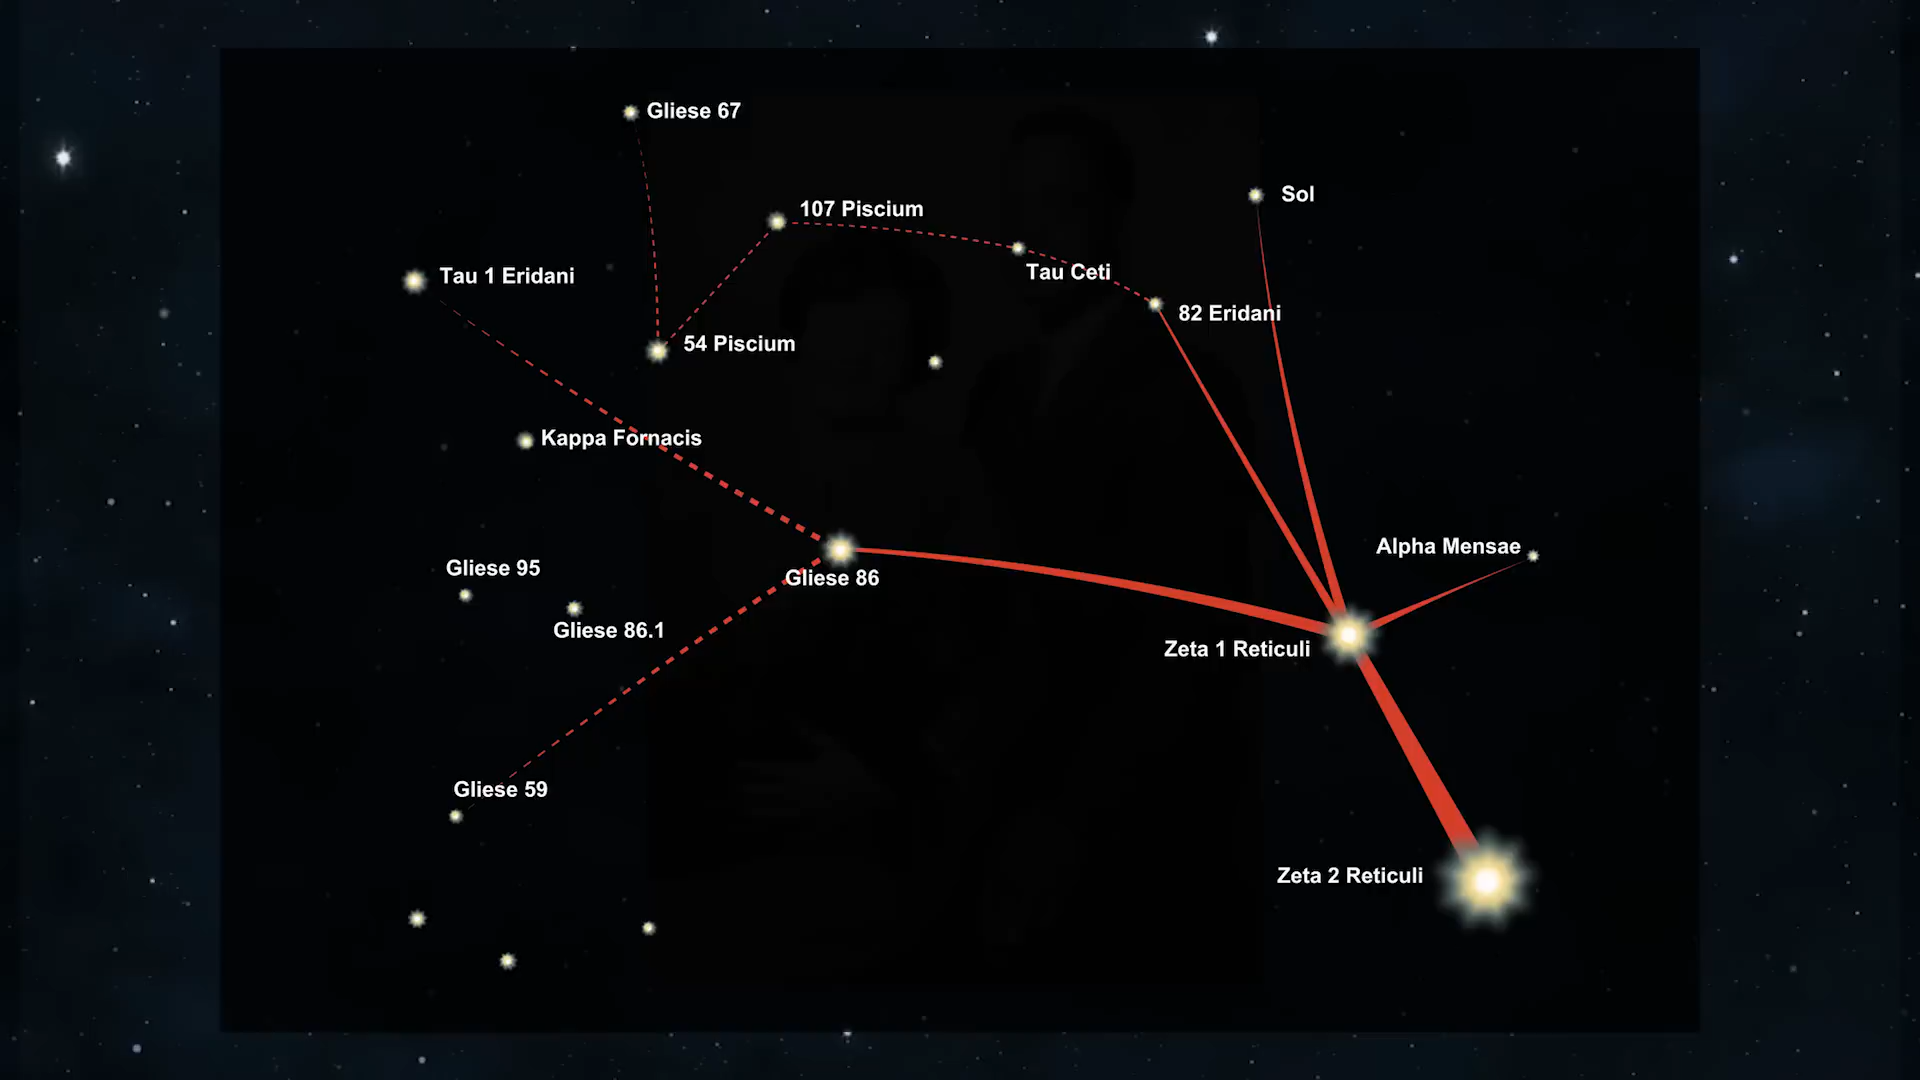 Gliese 67
Sol
107 Piscium
Tau Ceti
Tau 1 Eridani
82 Eridani
54 Piscium
Kappa Fornacis
Alpha Mensae
Gliese 95
Gliese 86
Gliese 86.1
Zeta 1 Reticuli
Gliese 59
Zeta 2 Reticuli